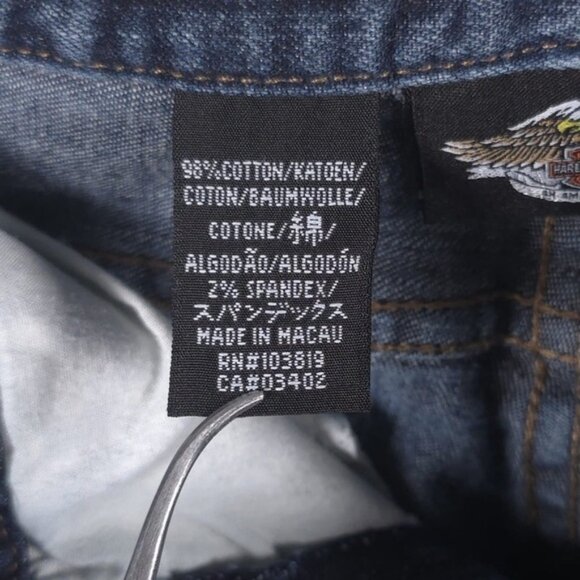 98%COTTON/KATOEN/
COTON/BAUMWOLLE/
COTONE/綿/
ALGODÃO/ALGODÓN
2% SPANDEX/
スパンデックス
MADE IN MACAU
RN#103819
CA#03402